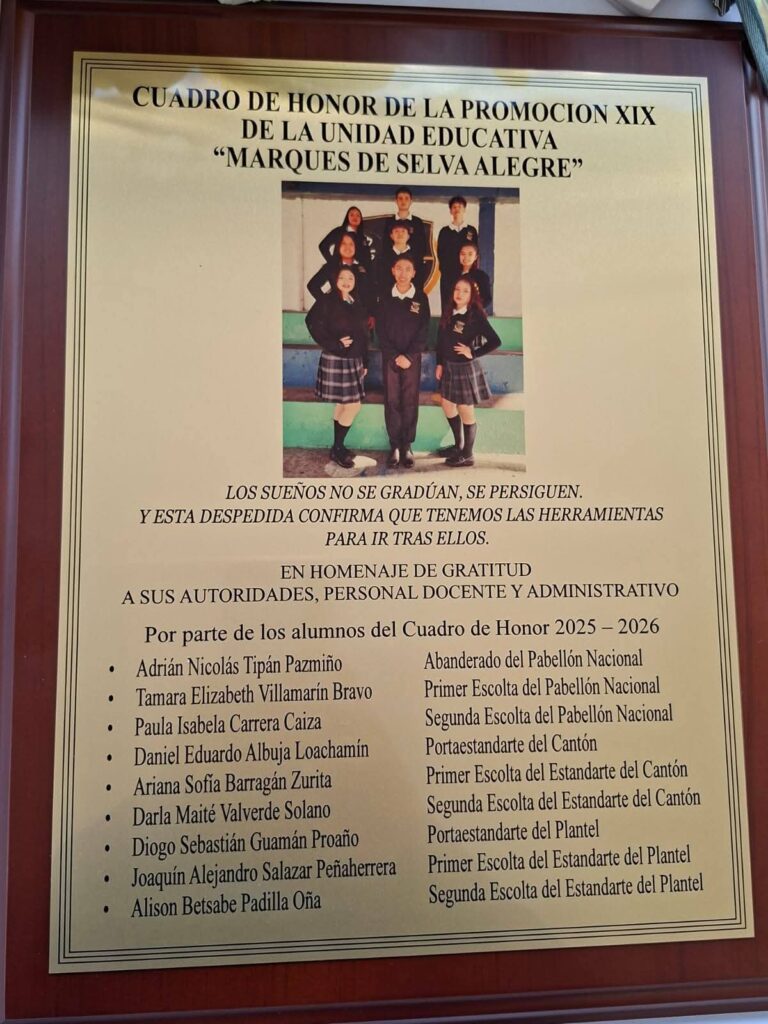 CUADRO DE HONOR DE LA PROMOCION XIX
DE LA UNIDAD EDUCATIVA
“MARQUES DE SELVA ALEGRE”
LOS SUEÑOS NO SE GRADÚAN, SE PERSIGUEN.
Y ESTA DESPEDIDA CONFIRMA QUE TENEMOS LAS HERRAMIENTAS
PARA IR TRAS ELLOS.
EN HOMENAJE DE GRATITUD
A SUS AUTORIDADES, PERSONAL DOCENTE Y ADMINISTRATIVO
Por parte de los alumnos del Cuadro de Honor 2025 – 2026
• Adrián Nicolás Tipán Pazmiño Abanderado del Pabellón Nacional
• Tamara Elizabeth Villamarín Bravo Primer Escolta del Pabellón Nacional
• Paula Isabela Carrera Caiza Segunda Escolta del Pabellón Nacional
• Daniel Eduardo Albuja Loachamín Portaestandarte del Cantón
• Ariana Sofía Barragán Zurita Primer Escolta del Estandarte del Cantón
• Darla Maité Valverde Solano Segunda Escolta del Estandarte del Cantón
• Diogo Sebastián Guamán Proaño Portaestandarte del Plantel
• Joaquín Alejandro Salazar Peñaherrera Primer Escolta del Estandarte del Plantel
• Alison Betsabe Padilla Oña Segunda Escolta del Estandarte del Plantel